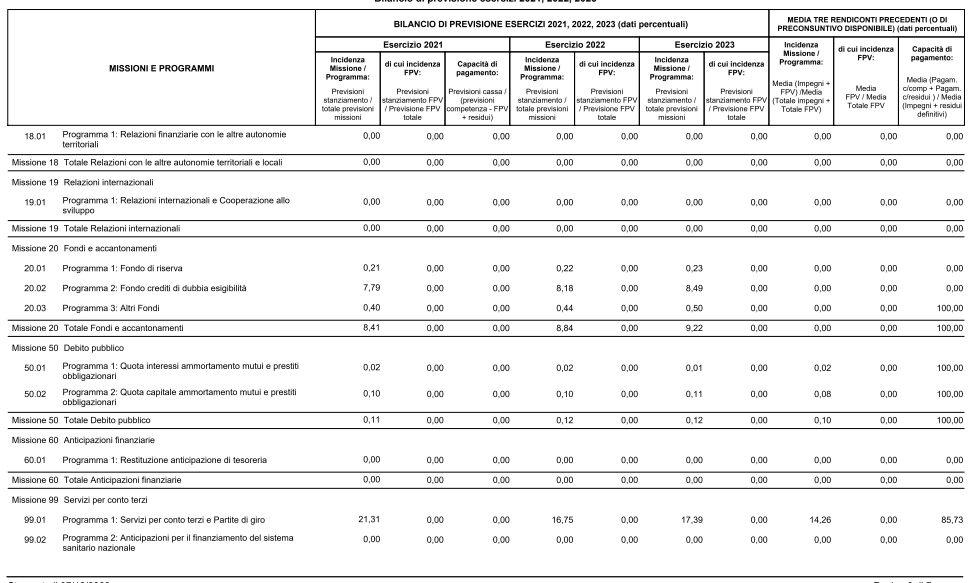 BILANCIO DI PREVISIONE ESERCIZI 2021, 2022, 2023 (dati percentuali)
MEDIA TRE RENDICONTI PRECEDENTI (O DI PRECONSUNTIVO DISPONIBILE) (dati percentuali)
MISSIONI E PROGRAMMI
Esercizio 2021
Esercizio 2022
Esercizio 2023
Incidenza Missione / Programma: Previsioni stanziamento / totale previsioni missioni
di cui incidenza FPV: Previsioni stanziamento FPV / Previsione FPV totale
Capacità di pagamento: Previsioni cassa / (previsioni competenza - FPV + residui)
Incidenza Missione / Programma: Previsioni stanziamento / totale previsioni missioni
di cui incidenza FPV: Previsioni stanziamento FPV / Previsione FPV totale
Incidenza Missione / Programma: Previsioni stanziamento / totale previsioni missioni
di cui incidenza FPV: Previsioni stanziamento FPV / Previsione FPV totale
Incidenza Missione / Programma: Media (Impegni + FPV) /Media (Totale impegni + Totale FPV)
di cui incidenza FPV: Media FPV / Media Totale FPV
Capacità di pagamento: Media (Pagam. c/comp + Pagam. c/residui ) / Media (Impegni + residui definitivi)
18.01 Programma 1: Relazioni finanziarie con le altre autonomie territoriali 0,00 0,00 0,00 0,00 0,00 0,00 0,00 0,00 0,00 0,00
Missione 18 Totale Relazioni con le altre autonomie territoriali e locali 0,00 0,00 0,00 0,00 0,00 0,00 0,00 0,00 0,00 0,00
Missione 19 Relazioni internazionali
19.01 Programma 1: Relazioni internazionali e Cooperazione allo sviluppo 0,00 0,00 0,00 0,00 0,00 0,00 0,00 0,00 0,00 0,00
Missione 19 Totale Relazioni internazionali 0,00 0,00 0,00 0,00 0,00 0,00 0,00 0,00 0,00 0,00
Missione 20 Fondi e accantonamenti
20.01 Programma 1: Fondo di riserva 0,21 0,00 0,00 0,22 0,00 0,23 0,00 0,00 0,00 0,00
20.02 Programma 2: Fondo crediti di dubbia esigibilità 7,79 0,00 0,00 8,18 0,00 8,49 0,00 0,00 0,00 0,00
20.03 Programma 3: Altri Fondi 0,40 0,00 0,00 0,44 0,00 0,50 0,00 0,00 0,00 100,00
Missione 20 Totale Fondi e accantonamenti 8,41 0,00 0,00 8,84 0,00 9,22 0,00 0,00 0,00 100,00
Missione 50 Debito pubblico
50.01 Programma 1: Quota interessi ammortamento mutui e prestiti obbligazionari 0,02 0,00 0,00 0,02 0,00 0,01 0,00 0,02 0,00 100,00
50.02 Programma 2: Quota capitale ammortamento mutui e prestiti obbligazionari 0,10 0,00 0,00 0,10 0,00 0,11 0,00 0,08 0,00 100,00
Missione 50 Totale Debito pubblico 0,11 0,00 0,00 0,12 0,00 0,12 0,00 0,10 0,00 100,00
Missione 60 Anticipazioni finanziarie
60.01 Programma 1: Restituzione anticipazione di tesoreria 0,00 0,00 0,00 0,00 0,00 0,00 0,00 0,00 0,00 0,00
Missione 60 Totale Anticipazioni finanziarie 0,00 0,00 0,00 0,00 0,00 0,00 0,00 0,00 0,00 0,00
Missione 99 Servizi per conto terzi
99.01 Programma 1: Servizi per conto terzi e Partite di giro 21,31 0,00 0,00 16,75 0,00 17,39 0,00 14,26 0,00 85,73
99.02 Programma 2: Anticipazioni per il finanziamento del sistema sanitario nazionale 0,00 0,00 0,00 0,00 0,00 0,00 0,00 0,00 0,00 0,00